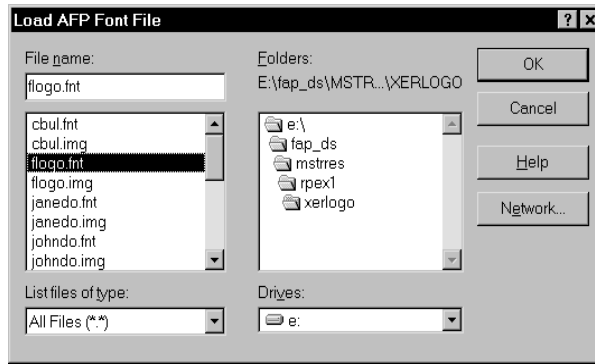 Load AFP Font File
File name:
flogo.fnt
cbul.fnt
cbul.img
flogo.fnt
flogo.img
janedo.fnt
janedo.img
johndo.fnt
johndo.img
List files of type:
All Files (*.*)
Folders:
E:\fap_ds\MSTR...\XERLOGO
e:\
fap_ds
mstrres
rpex1
xerlogo
Drives:
e:
OK
Cancel
Help
Network...